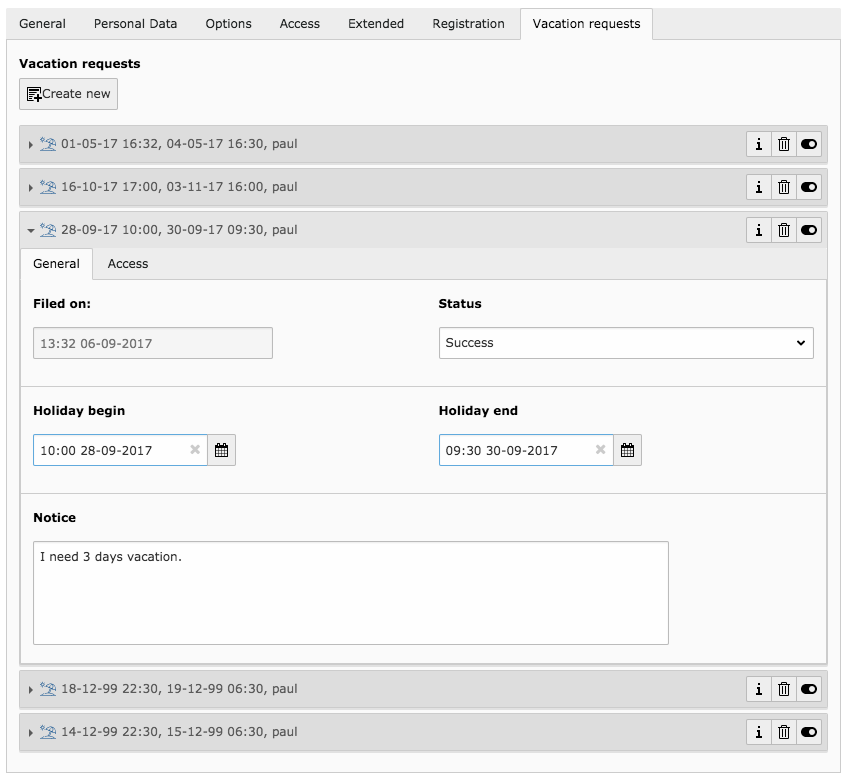 General Personal Data Options Access Extended Registration Vacation requests
Vacation requests
Create new
01-05-17 16:32, 04-05-17 16:30, paul
16-10-17 17:00, 03-11-17 16:00, paul
28-09-17 10:00, 30-09-17 09:30, paul
General Access
Filed on: Status
13:32 06-09-2017 Success
Holiday begin Holiday end
10:00 28-09-2017 09:30 30-09-2017
Notice
I need 3 days vacation.
18-12-99 22:30, 19-12-99 06:30, paul
14-12-99 22:30, 15-12-99 06:30, paul